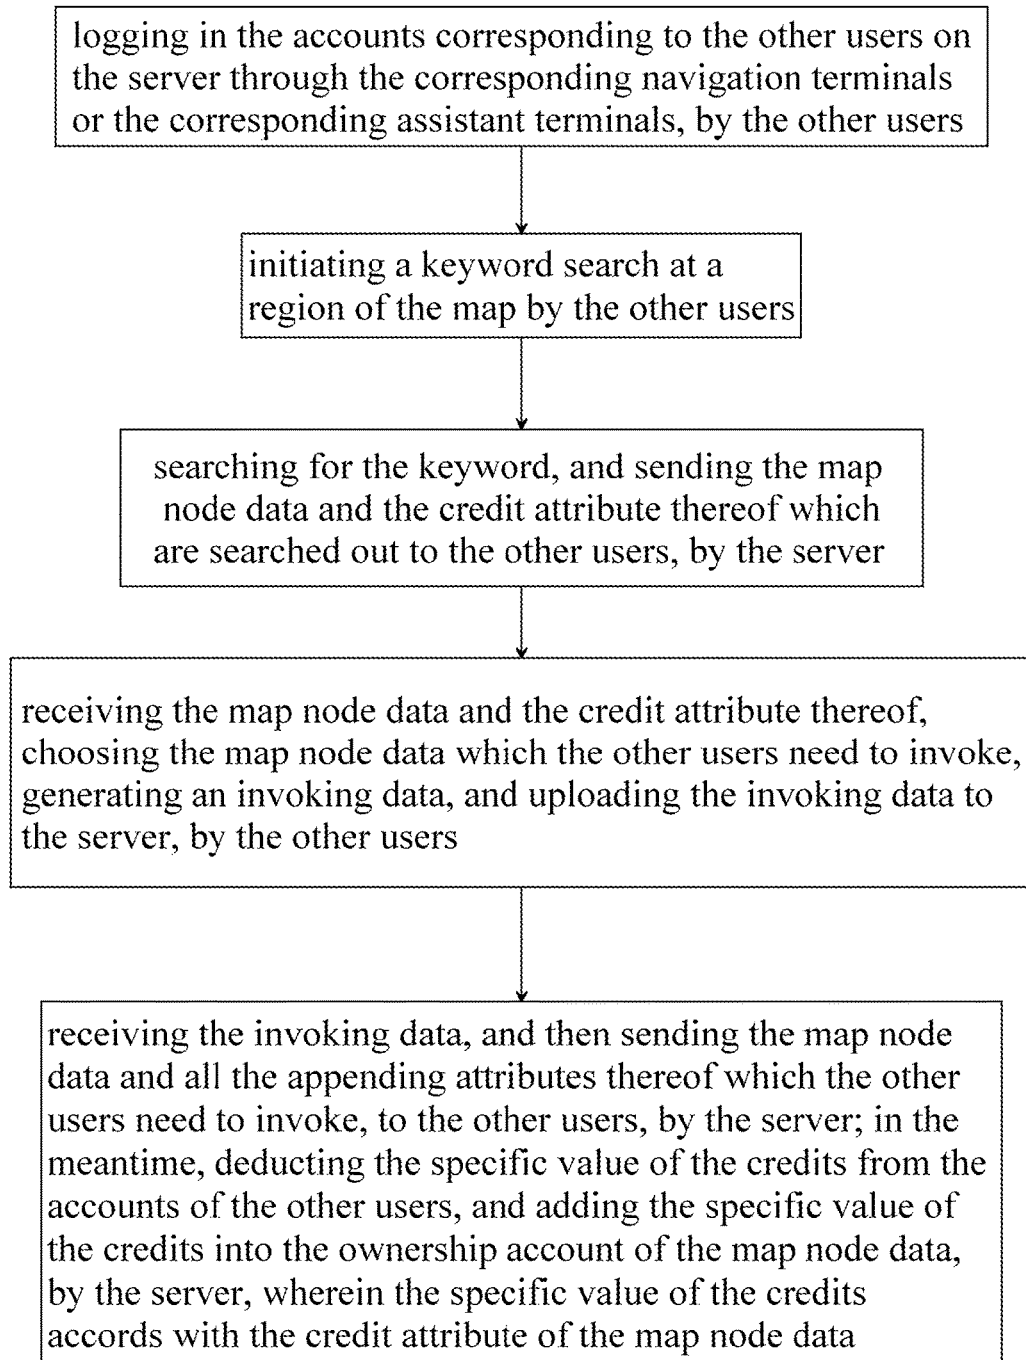 logging in the accounts corresponding to the other users on
the server through the corresponding navigation terminals
or the corresponding assistant terminals, by the other users
initiating a keyword search at a
region of the map by the other users
searching for the keyword, and sending the map
node data and the credit attribute thereof which
are searched out to the other users, by the server
receiving the map node data and the credit attribute thereof,
choosing the map node data which the other users need to invoke,
generating an invoking data, and uploading the invoking data to
the server, by the other users
receiving the invoking data, and then sending the map node
data and all the appending attributes thereof which the other
users need to invoke, to the other users, by the server; in the
meantime, deducting the specific value of the credits from the
accounts of the other users, and adding the specific value of
the credits into the ownership account of the map node data,
by the server, wherein the specific value of the credits
accords with the credit attribute of the map node data